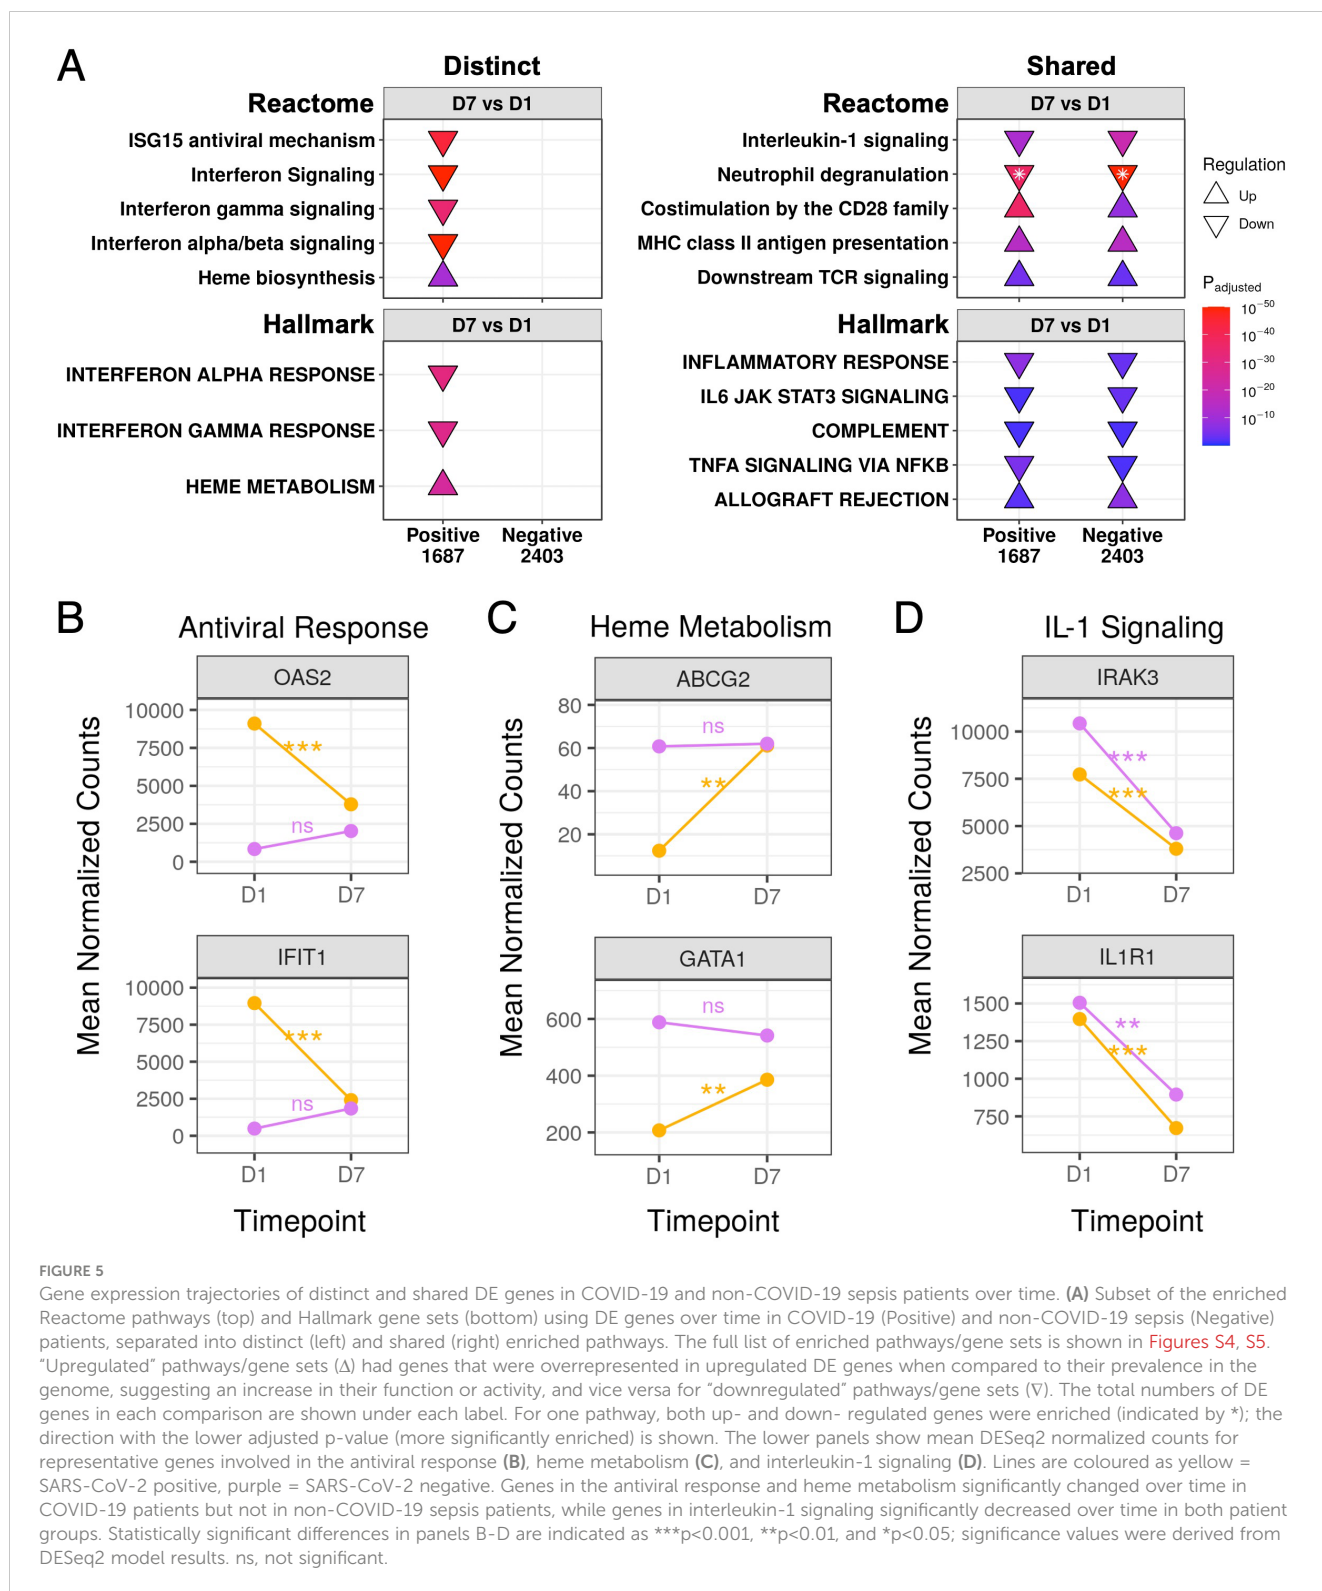 A
Distinct
Reactome
D7 vs D1
ISG15 antiviral mechanism
Interferon Signaling
Interferon gamma signaling
Interferon alpha/beta signaling
Heme biosynthesis
Hallmark
D7 vs D1
INTERFERON ALPHA RESPONSE
INTERFERON GAMMA RESPONSE
HEME METABOLISM
Positive
1687
Negative
2403
Shared
Reactome
D7 vs D1
Interleukin-1 signaling
Neutrophil degranulation
* *
Costimulation by the CD28 family
MHC class II antigen presentation
Downstream TCR signaling
Hallmark
D7 vs D1
INFLAMMATORY RESPONSE
IL6 JAK STAT3 SIGNALING
COMPLEMENT
TNFA SIGNALING VIA NFKB
ALLOGRAFT REJECTION
Positive
1687
Negative
2403
Regulation
Up
Down
Padjusted
10−50
10−40
10−30
10−20
10−10
B
Antiviral Response
OAS2
Mean Normalized Counts
10000
7500
5000
2500
0
***
ns
D1 D7
IFIT1
10000
7500
5000
2500
0
***
ns
D1 D7
Timepoint
C
Heme Metabolism
ABCG2
Mean Normalized Counts
80
60
40
20
ns
**
D1 D7
GATA1
600
400
200
ns
**
D1 D7
Timepoint
D
IL-1 Signaling
IRAK3
Mean Normalized Counts
10000
7500
5000
2500
***
***
D1 D7
IL1R1
1500
1250
1000
750
**
***
D1 D7
Timepoint
FIGURE 5
Gene expression trajectories of distinct and shared DE genes in COVID-19 and non-COVID-19 sepsis patients over time. (A) Subset of the enriched
Reactome pathways (top) and Hallmark gene sets (bottom) using DE genes over time in COVID-19 (Positive) and non-COVID-19 sepsis (Negative)
patients, separated into distinct (left) and shared (right) enriched pathways. The full list of enriched pathways/gene sets is shown in Figures S4, S5.
“Upregulated” pathways/gene sets (Δ) had genes that were overrepresented in upregulated DE genes when compared to their prevalence in the
genome, suggesting an increase in their function or activity, and vice versa for “downregulated” pathways/gene sets (∇). The total numbers of DE
genes in each comparison are shown under each label. For one pathway, both up- and down- regulated genes were enriched (indicated by *); the
direction with the lower adjusted p-value (more significantly enriched) is shown. The lower panels show mean DESeq2 normalized counts for
representative genes involved in the antiviral response (B), heme metabolism (C), and interleukin-1 signaling (D). Lines are coloured as yellow =
SARS-CoV-2 positive, purple = SARS-CoV-2 negative. Genes in the antiviral response and heme metabolism significantly changed over time in
COVID-19 patients but not in non-COVID-19 sepsis patients, while genes in interleukin-1 signaling significantly decreased over time in both patient
groups. Statistically significant differences in panels B-D are indicated as ***p<0.001, **p<0.01, and *p<0.05; significance values were derived from
DESeq2 model results. ns, not significant.